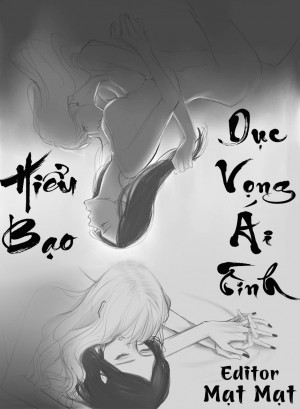 Hiểu
Bạo
Dục
Vọng
Ái
Tình
Editor
Mạt Mạt